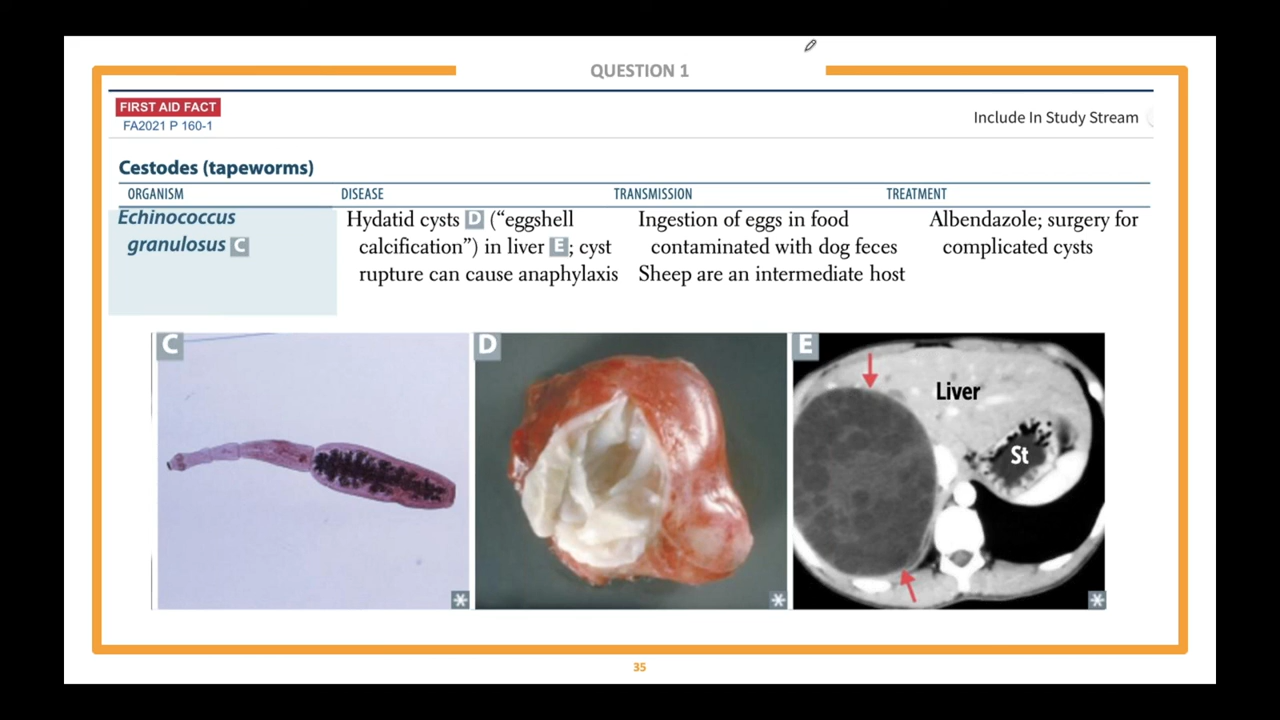 QUESTION 1
FIRST AID FACT
FA2021 P 160-1
Include In Study Stream
Cestodes (tapeworms)
ORGANISM DISEASE TRANSMISSION TREATMENT
Echinococcus granulosus C
Hydatid cysts D (“eggshell
calcification”) in liver E; cyst
rupture can cause anaphylaxis
Ingestion of eggs in food
contaminated with dog feces
Sheep are an intermediate host
Albendazole; surgery for
complicated cysts
C
D
E
Liver
St
35